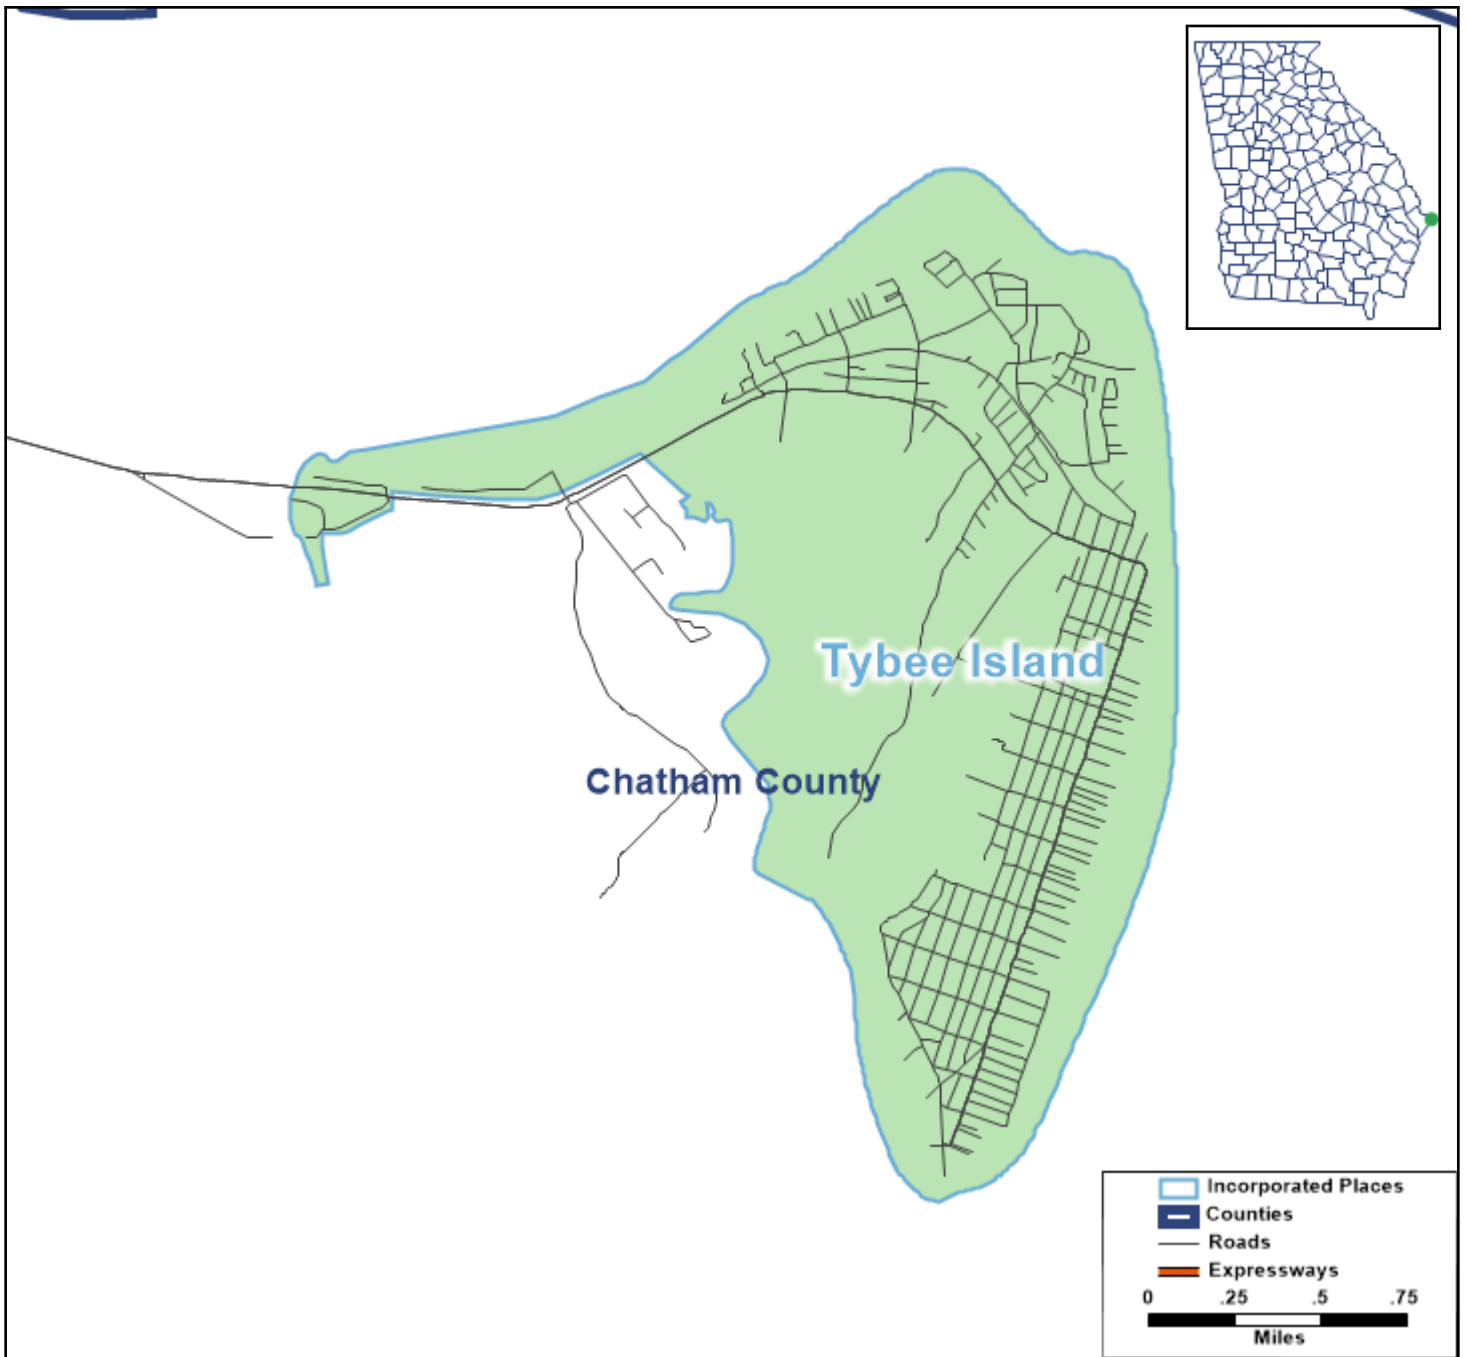 Tybee Island
Chatham County
Incorporated Places
Counties
Roads
Expressways
0 .25 .5 .75
Miles